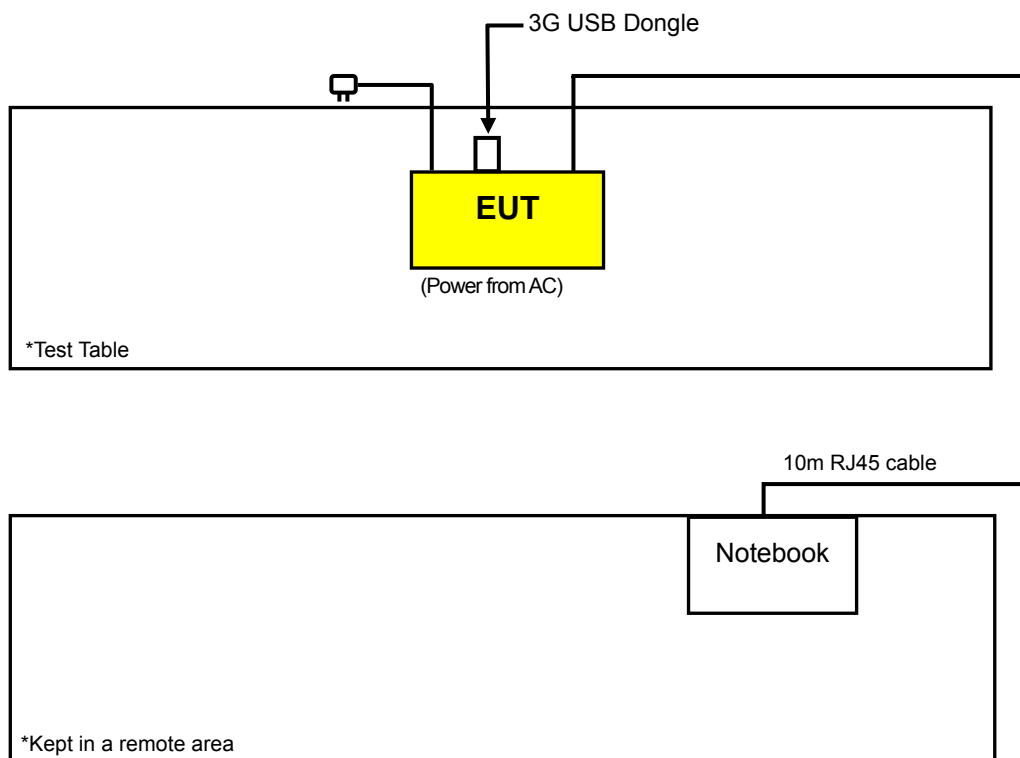 3G USB Dongle
EUT
(Power from AC)
*Test Table
10m RJ45 cable
Notebook
*Kept in a remote area